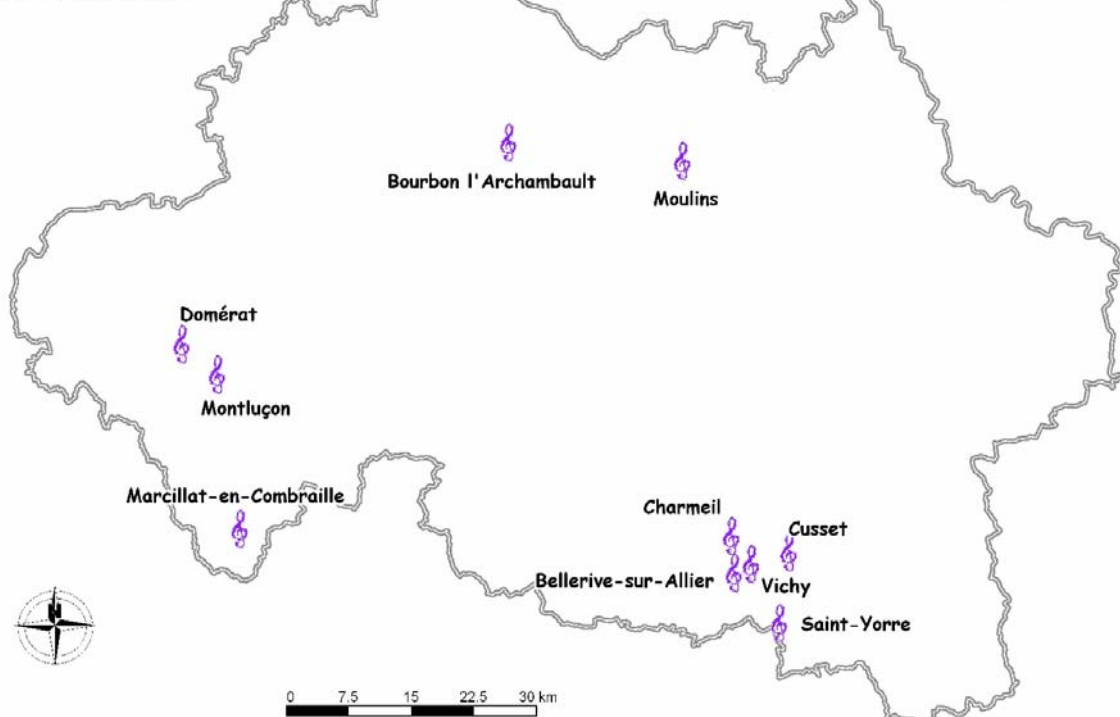 Bourbon l'Archambault
Moulins
Domérat
Montluçon
Marcillat-en-Combraille
Charmeil
Cusset
Bellerive-sur-Allier
Vichy
Saint-Yorre
N
0 7.5 15 22.5 30 km